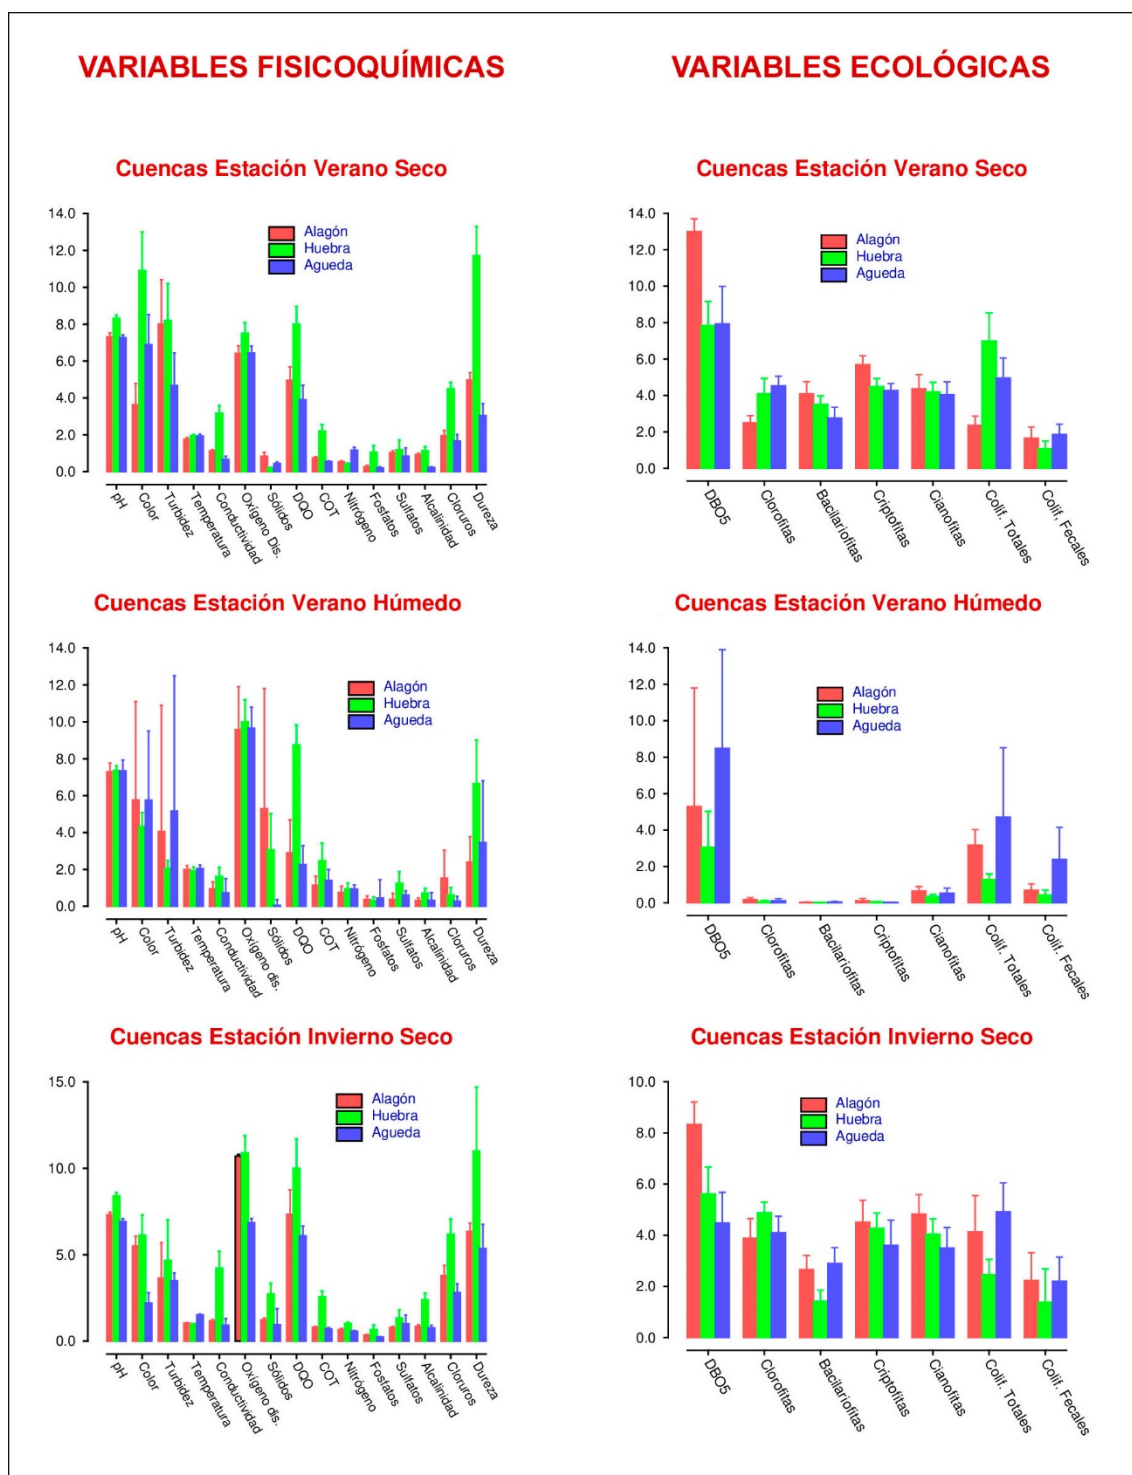 VARIABLES FISICOQUÍMICAS
VARIABLES ECOLÓGICAS
Cuencas Estación Verano Seco
14.0
12.0
10.0
8.0
6.0
4.0
2.0
0.0
Alagón
Huebra
Agueda
pH
Color
Turbidez
Temperatura
Conductividad
Oxigeno Dis.
Sólidos
DQO
COT
Nitrógeno
Fosfatos
Sulfatos
Alcalinidad
Cloruros
Dureza
Cuencas Estación Verano Seco
14.0
12.0
10.0
8.0
6.0
4.0
2.0
0.0
Alagón
Huebra
Agueda
DBO5
Clorofitas
Bacilariofitas
Criptofitas
Cianofitas
Colif. Totales
Colif. Fecales
Cuencas Estación Verano Húmedo
14.0
12.0
10.0
8.0
6.0
4.0
2.0
0.0
Alagón
Huebra
Agueda
pH
Color
Turbidez
Temperatura
Conductividad
Oxigeno dis.
Sólidos
DQO
COT
Nitrógeno
Fosfatos
Sulfatos
Alcalinidad
Cloruros
Dureza
Cuencas Estación Verano Húmedo
14.0
12.0
10.0
8.0
6.0
4.0
2.0
0.0
Alagón
Huebra
Agueda
DBO5
Clorofitas
Bacilariofitas
Criptofitas
Cianofitas
Colif. Totales
Colif. Fecales
Cuencas Estación Invierno Seco
15.0
10.0
5.0
0.0
Alagón
Huebra
Agueda
pH
Color
Turbidez
Temperatura
Conductividad
Oxigeno dis.
Sólidos
DQO
COT
Nitrógeno
Fosfatos
Sulfatos
Alcalinidad
Cloruros
Dureza
Cuencas Estación Invierno Seco
10.0
8.0
6.0
4.0
2.0
0.0
Alagón
Huebra
Agueda
DBO5
Clorofitas
Bacilariofitas
Criptofitas
Cianofitas
Colif. Totales
Colif. Fecales